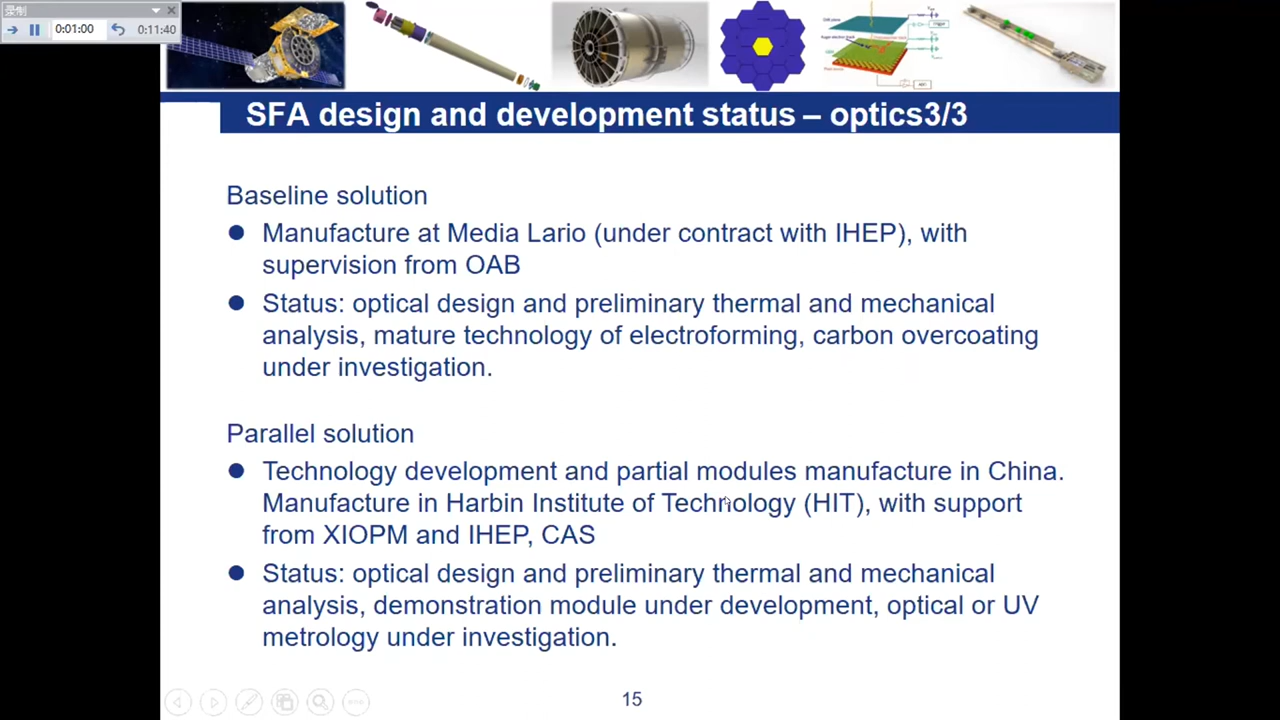 录制
0:01:00
0:11:40
SFA design and development status – optics3/3
Baseline solution
Manufacture at Media Lario (under contract with IHEP), with
supervision from OAB
Status: optical design and preliminary thermal and mechanical
analysis, mature technology of electroforming, carbon overcoating
under investigation.
Parallel solution
Technology development and partial modules manufacture in China.
Manufacture in Harbin Institute of Technology (HIT), with support
from XIOPM and IHEP, CAS
Status: optical design and preliminary thermal and mechanical
analysis, demonstration module under development, optical or UV
metrology under investigation.
15